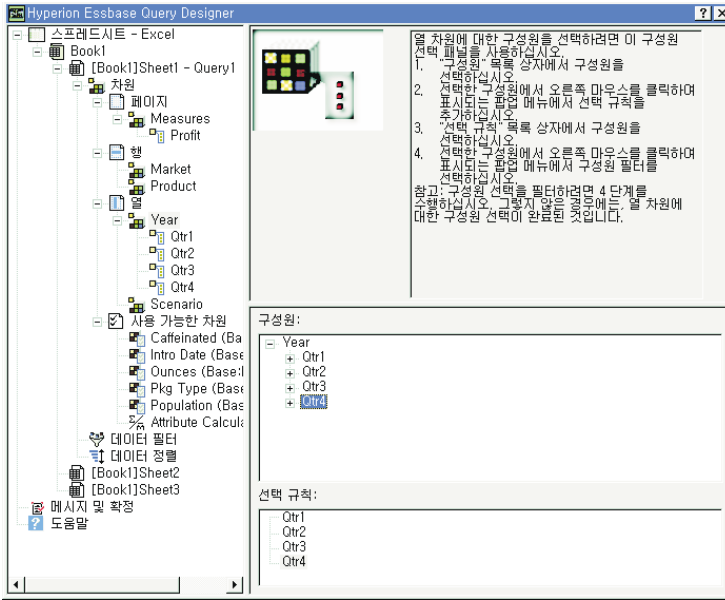 Hyperion Essbase Query Designer
스프레드시트 - Excel
Book1
[Book1]Sheet1 - Query1
차원
페이지
Measures
Profit
행
Market
Product
열
Year
Qtr1
Qtr2
Qtr3
Qtr4
Scenario
사용 가능한 차원
Caffeinated (Ba
Intro Date (Base
Ounces (Base:
Pkg Type (Base
Population (Bas
Attribute Calcula
데이터 필터
데이터 정렬
[Book1]Sheet2
[Book1]Sheet3
메시지 및 확정
도움말
열 차원에 대한 구성원을 선택하려면 이 구성원
선택 패널을 사용하십시오.
1. "구성원" 목록 상자에서 구성원을
선택하십시오.
2. 선택한 구성원에서 오른쪽 마우스를 클릭하여
표시되는 팝업 메뉴에서 선택 규칙을
추가하십시오.
3. "선택 규칙" 목록 상자에서 구성원을
선택하십시오.
4. 선택한 구성원에서 오른쪽 마우스를 클릭하여
표시되는 팝업 메뉴에서 구성원 필터를
선택하십시오.
참고: 구성원 선택을 필터하려면 4 단계를
수행하십시오. 그렇지 않은 경우에는, 열 차원에
대한 구성원 선택이 완료된 것입니다.
구성원:
Year
Qtr1
Qtr2
Qtr3
Qtr4
선택 규칙:
Qtr1
Qtr2
Qtr3
Qtr4